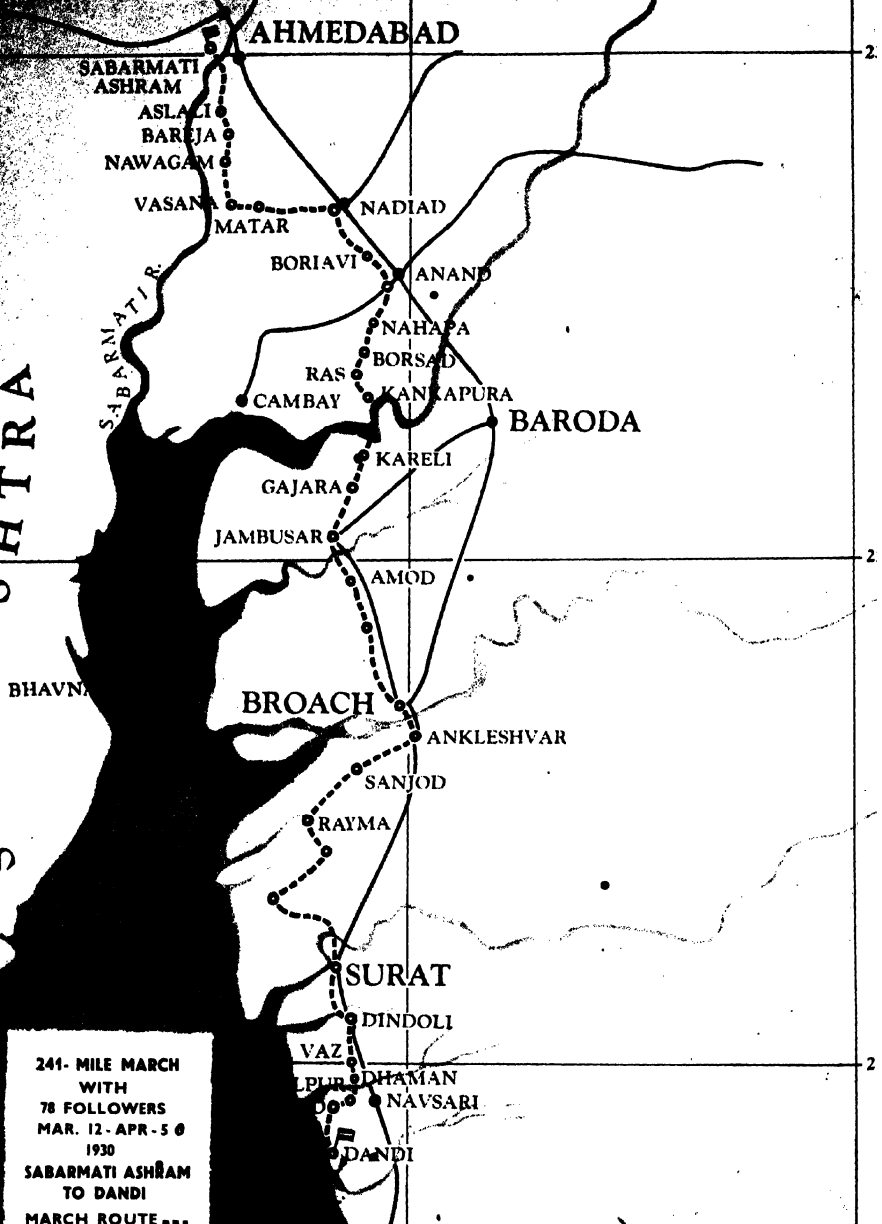 AHMEDABAD
SABARMATI
ASHRAM
ASLALI
BAREJA
NAWAGAM
VASANA
MATAR
NADIAD
BORIAVI
ANAND
SABARMATI R.
NAHAPA
BORSAD
RAS
KANKAPURA
CAMBAY
BARODA
KARELI
GAJARA
JAMBUSAR
AMOD
BROACH
ANKLESHVAR
SANJOD
RAYMA
SURAT
DINDOLI
VAZ
DHAMAN
NAVSARI
DANDI
241- MILE MARCH
WITH
78 FOLLOWERS
MAR. 12 - APR - 5
1930
SABARMATI ASHRAM
TO DANDI
MARCH ROUTE